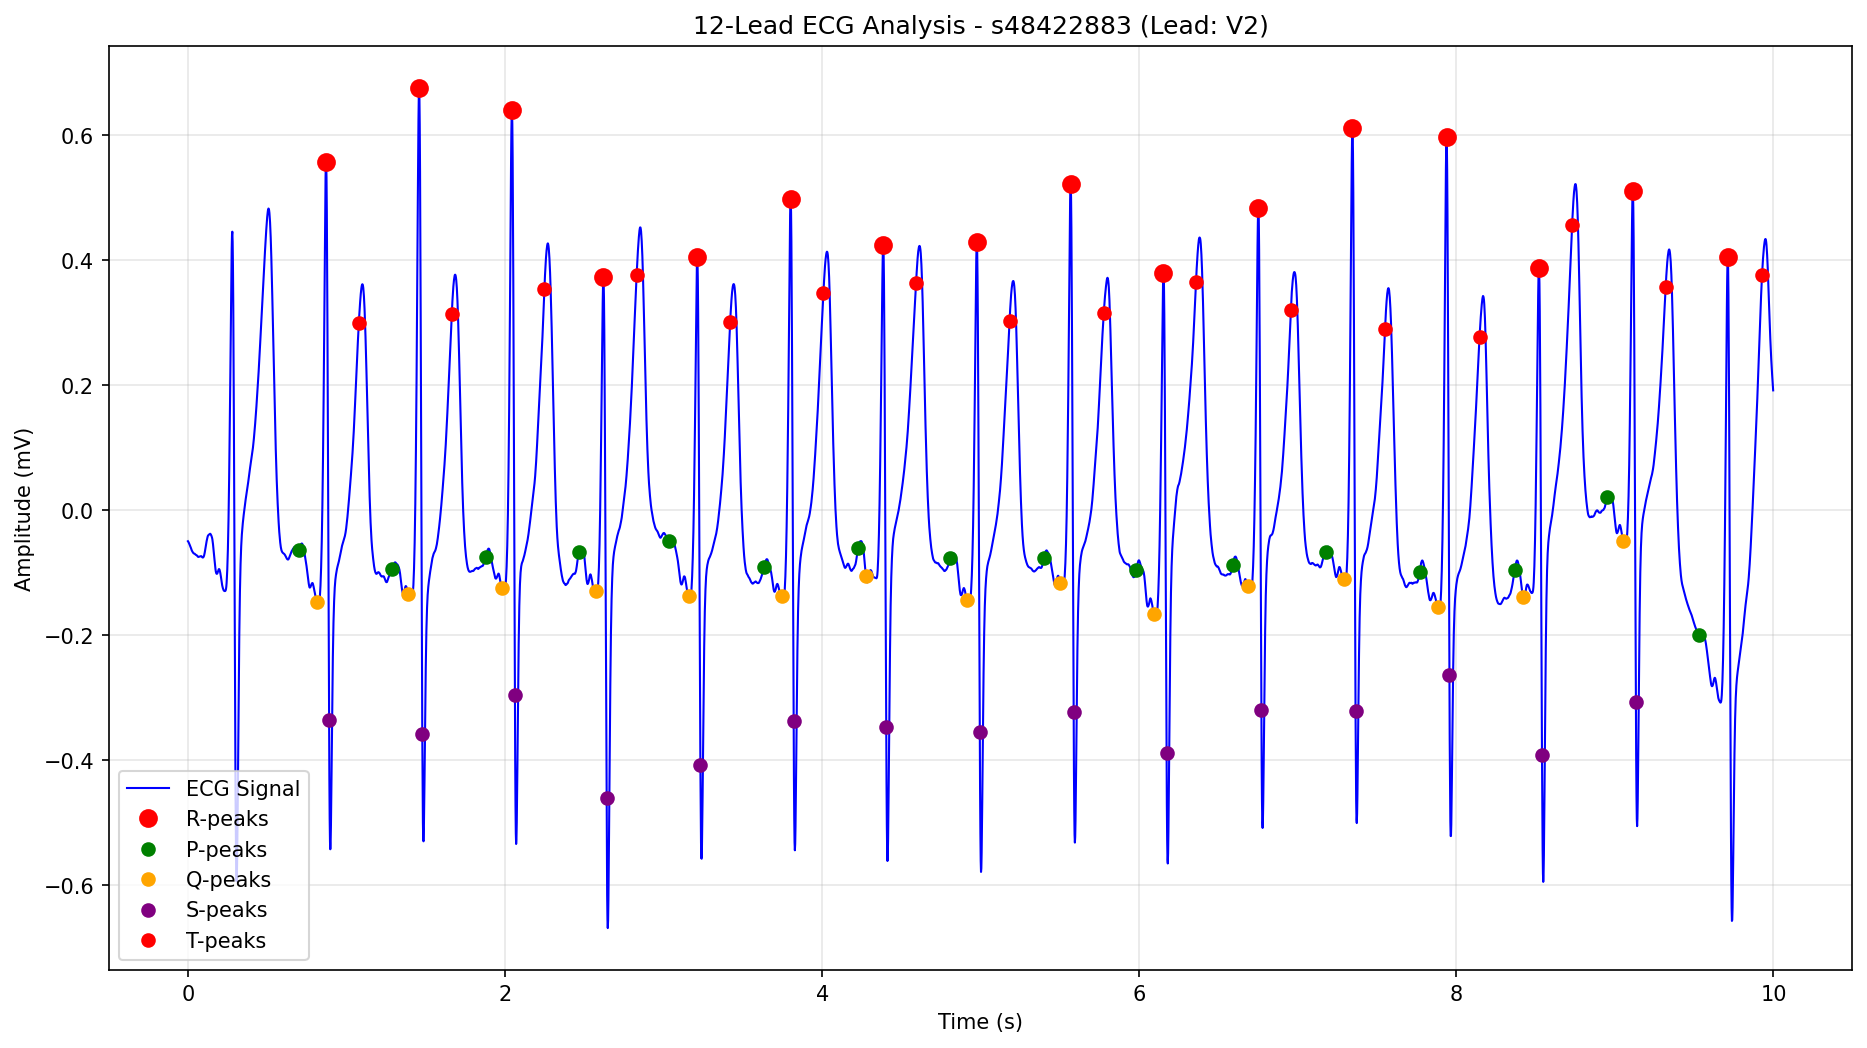 12-Lead ECG Analysis - s48422883 (Lead: V2)
Amplitude (mV)
0.6
0.4
0.2
0.0
−0.2
−0.4
−0.6
ECG Signal
R-peaks
P-peaks
Q-peaks
S-peaks
T-peaks
0 2 4 6 8 10
Time (s)